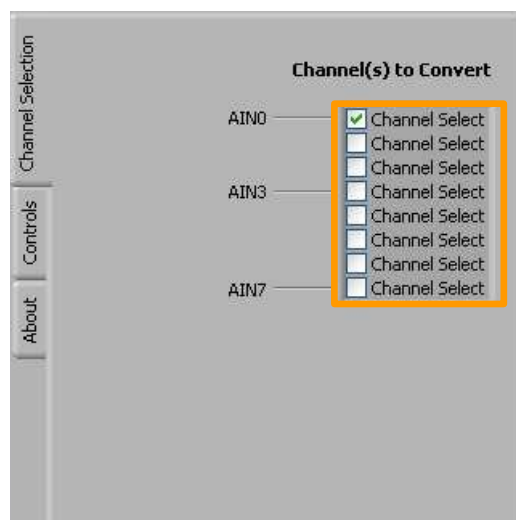 Channel Selection
Controls
About
Channel(s) to Convert
AIN0
Channel Select
Channel Select
Channel Select
AIN3
Channel Select
Channel Select
Channel Select
Channel Select
AIN7
Channel Select